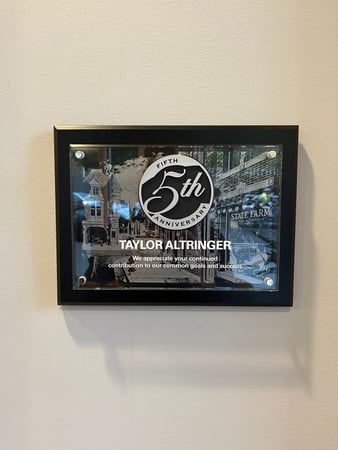 FIFTH
5th
ANNIVERSARY
STATE FARM
TAYLOR ALTRINGER
We appreciate your continued
contribution to our common goals and success.